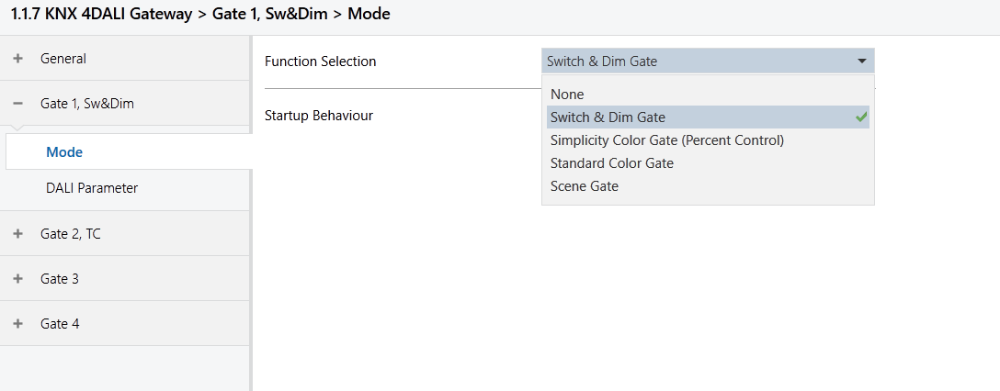 1.1.7 KNX 4DALI Gateway > Gate 1, Sw&Dim > Mode
General
Gate 1, Sw&Dim
Mode
DALI Parameter
Gate 2, TC
Gate 3
Gate 4
Function Selection
Switch & Dim Gate
None
Switch & Dim Gate
Simplicity Color Gate (Percent Control)
Standard Color Gate
Scene Gate
Startup Behaviour